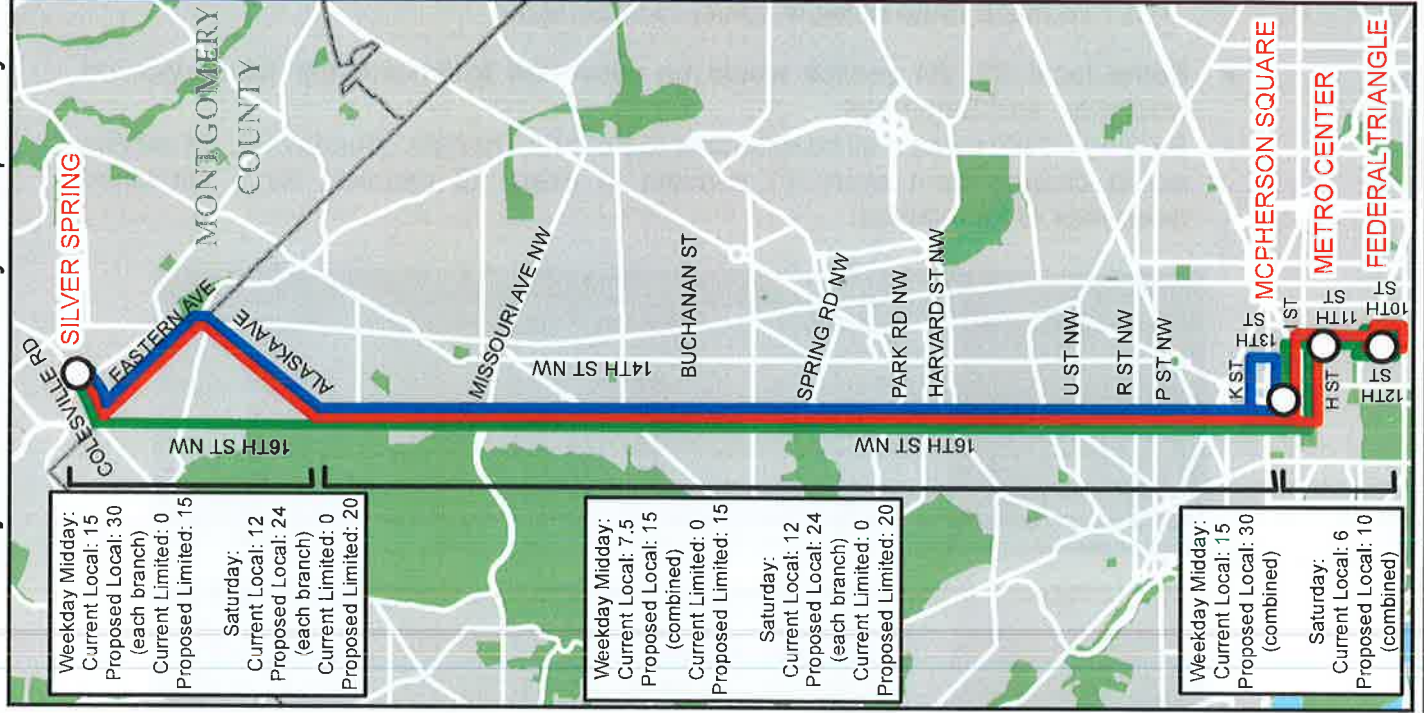 SILVER SPRING
MONTGOMERY
COUNTY
COLESVILLE RD
EASTERN AVE
ALASKA AVE
16TH ST NW
MISSOURI AVE NW
14TH ST NW
BUCHANAN ST
SPRING RD NW
PARK RD NW
HARVARD ST NW
16TH ST NW
U ST NW
R ST NW
P ST NW
K ST
13TH
ST
MCPHERSON SQUARE
I ST
H ST
11TH
ST
METRO CENTER
12TH
ST
10TH
ST
FEDERAL TRIANGLE
Weekday Midday:
Current Local: 15
Proposed Local: 30
(each branch)
Current Limited: 0
Proposed Limited: 15
Saturday:
Current Local: 12
Proposed Local: 24
(each branch)
Current Limited: 0
Proposed Limited: 20
Weekday Midday:
Current Local: 7.5
Proposed Local: 15
(combined)
Current Limited: 0
Proposed Limited: 15
Saturday:
Current Local: 12
Proposed Local: 24
(each branch)
Current Limited: 0
Proposed Limited: 20
Weekday Midday:
Current Local: 15
Proposed Local: 30
(combined)
Saturday:
Current Local: 6
Proposed Local: 10
(combined)